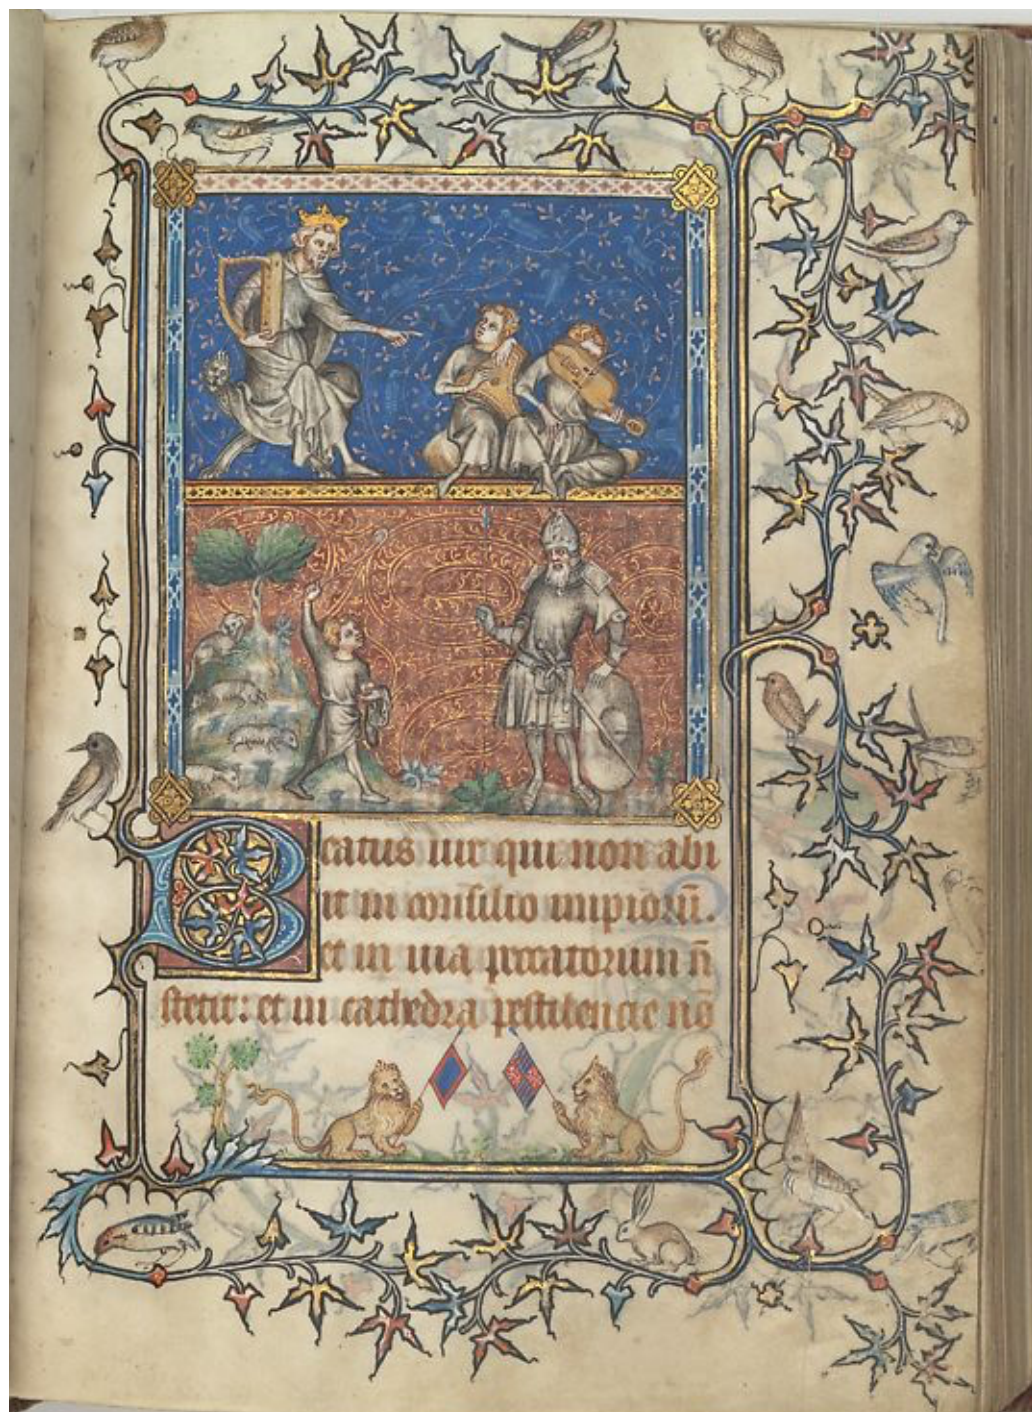 Beatus uir qui non abi
it in consilio impiorū.
et in uia peccatorum n̄
stetit: et in cathedra pestilencie nō